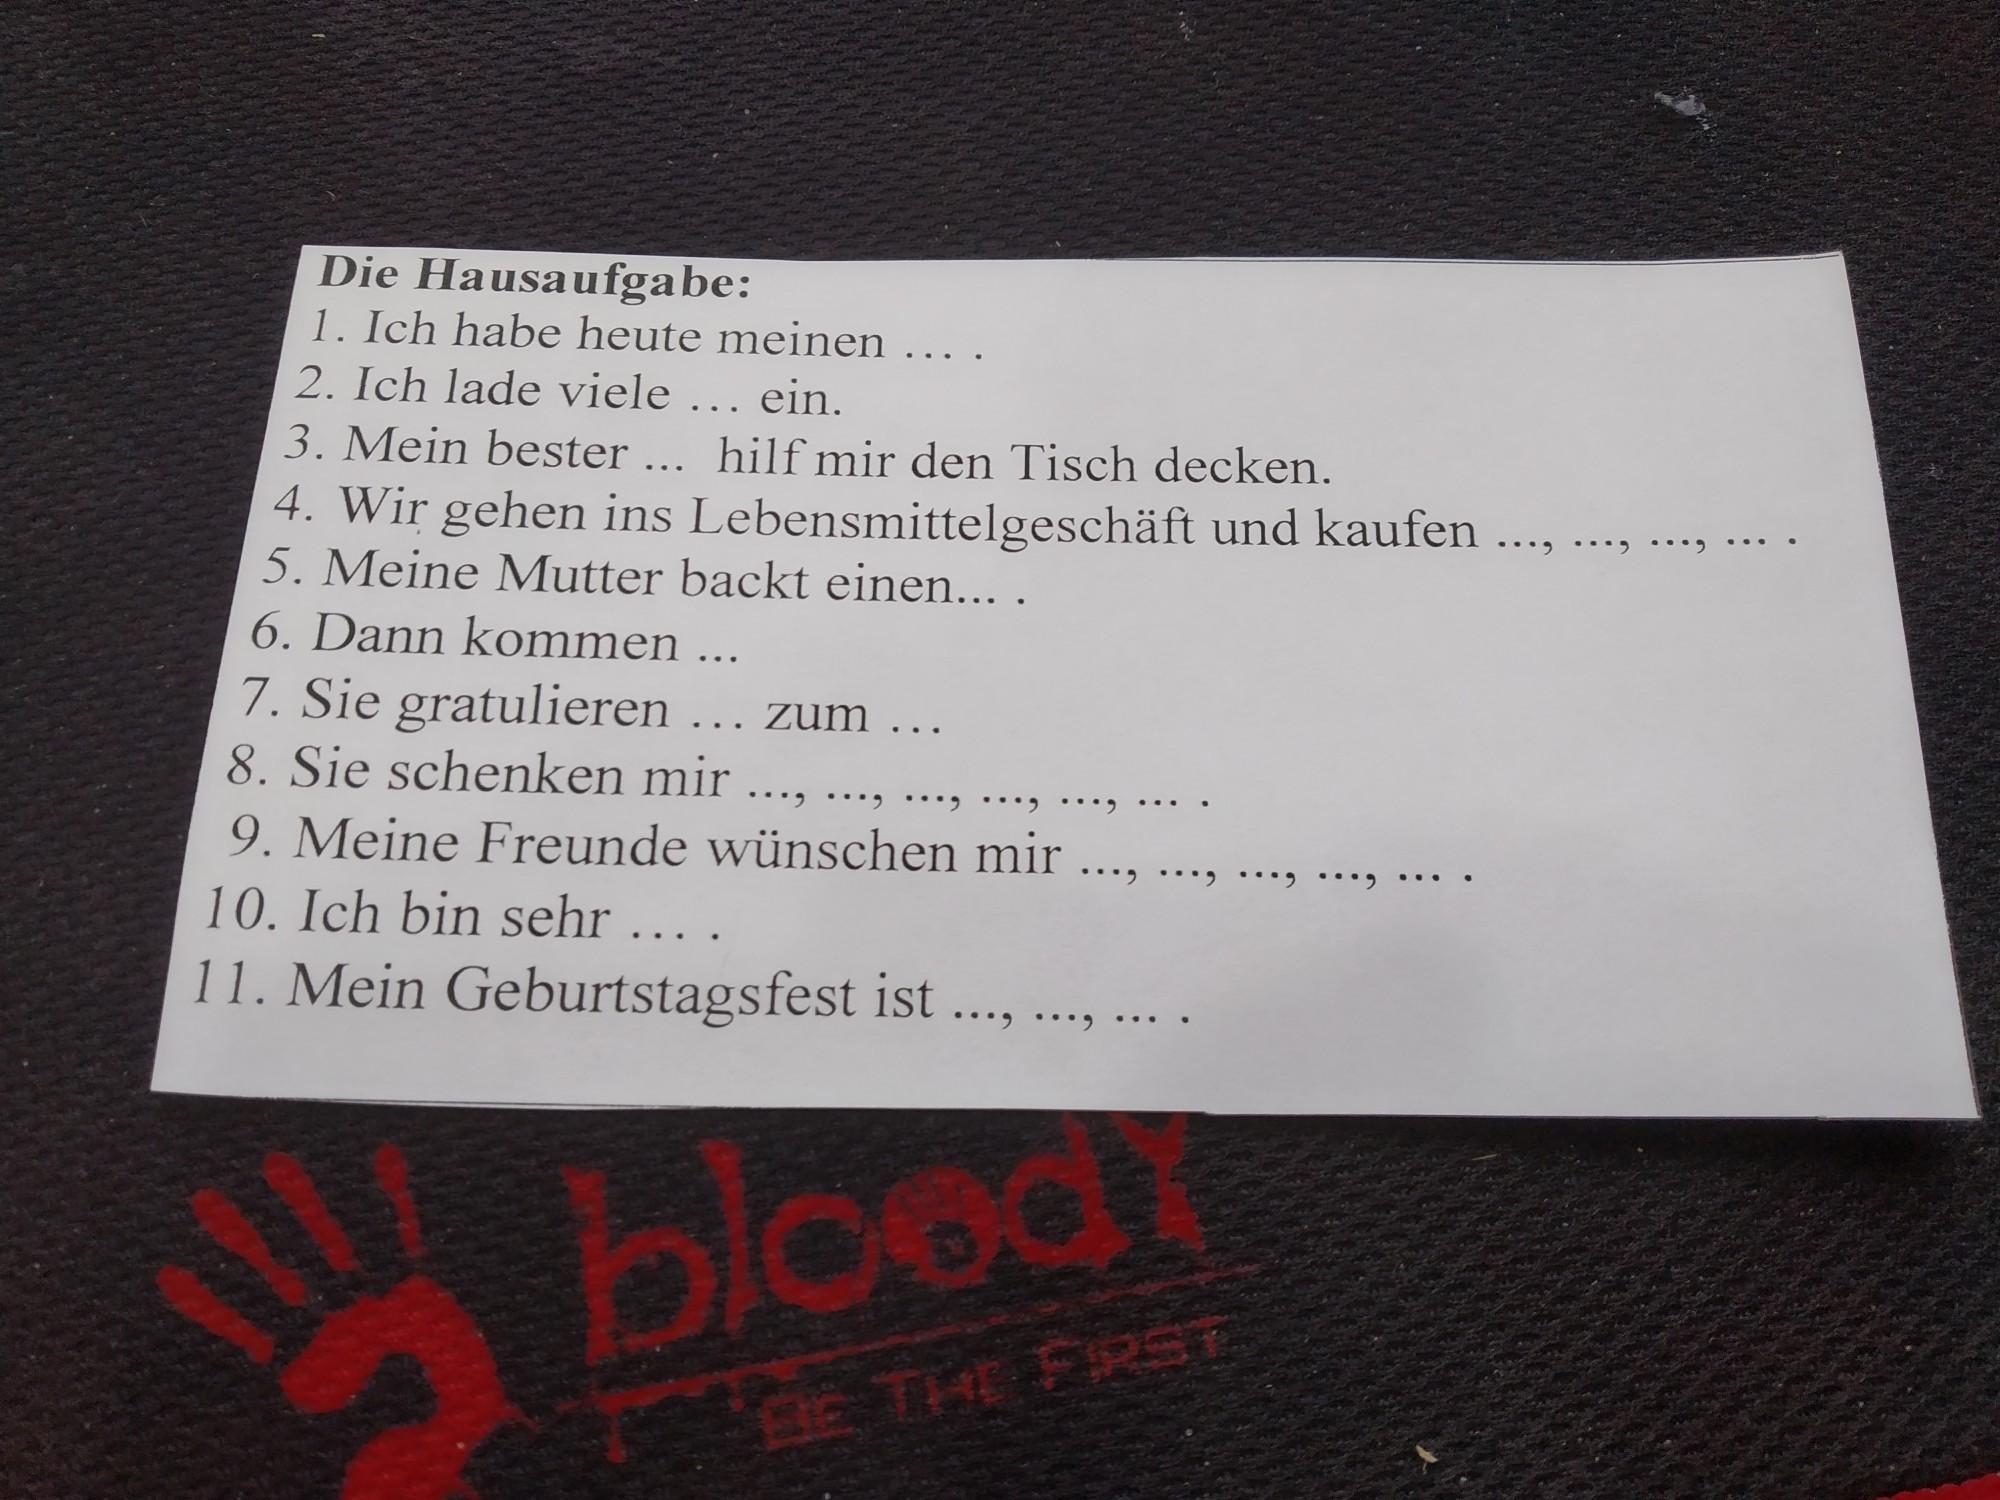 Die Hausaufgabe:
1. Ich habe heute meinen ... .
2. Ich lade viele ... ein.
3. Mein bester ... hilf mir den Tisch decken.
4. Wir gehen ins Lebensmittelgeschäft und kaufen ..., ..., ..., ... .
5. Meine Mutter backt einen... .
6. Dann kommen ...
7. Sie gratulieren ... zum ...
8. Sie schenken mir ..., ..., ..., ..., ..., ... .
9. Meine Freunde wünschen mir ..., ..., ..., ..., ... .
10. Ich bin sehr ... .
11. Mein Geburtstagsfest ist ..., ..., ... .
bloody
BE THE FIRST